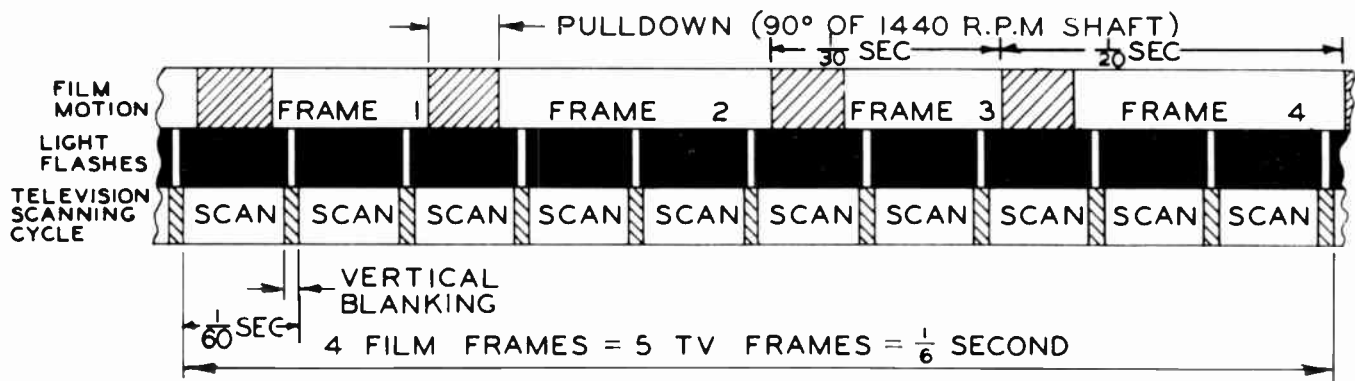 PULLDOWN (90° OF 1440 R.P.M SHAFT)
1/30 SEC
1/20 SEC
FILM
MOTION
FRAME 1
FRAME 2
FRAME 3
FRAME 4
LIGHT
FLASHES
TELEVISION
SCANNING
CYCLE
SCAN SCAN SCAN SCAN SCAN SCAN SCAN SCAN SCAN SCAN
VERTICAL
BLANKING
1/60 SEC
4 FILM FRAMES = 5 TV FRAMES = 1/6 SECOND